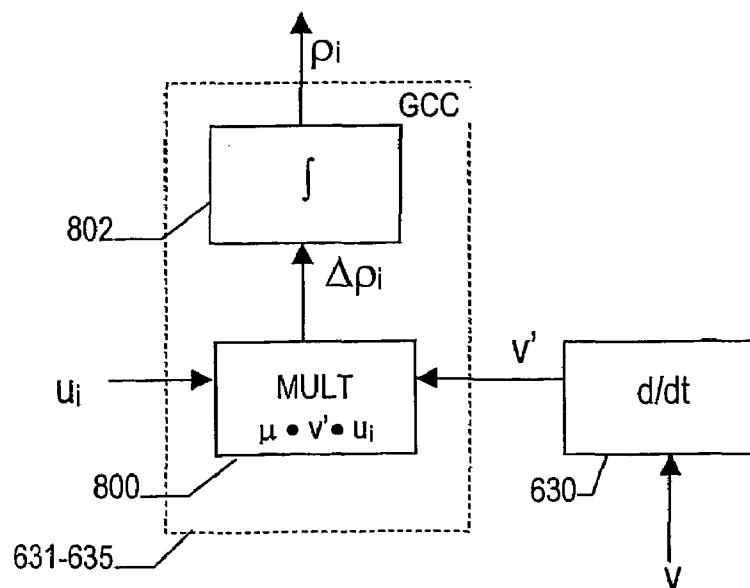 ρi
GCC
∫
802
Δρi
v'
ui
MULT
μ • v' • ui
d/dt
800
630
631-635
v